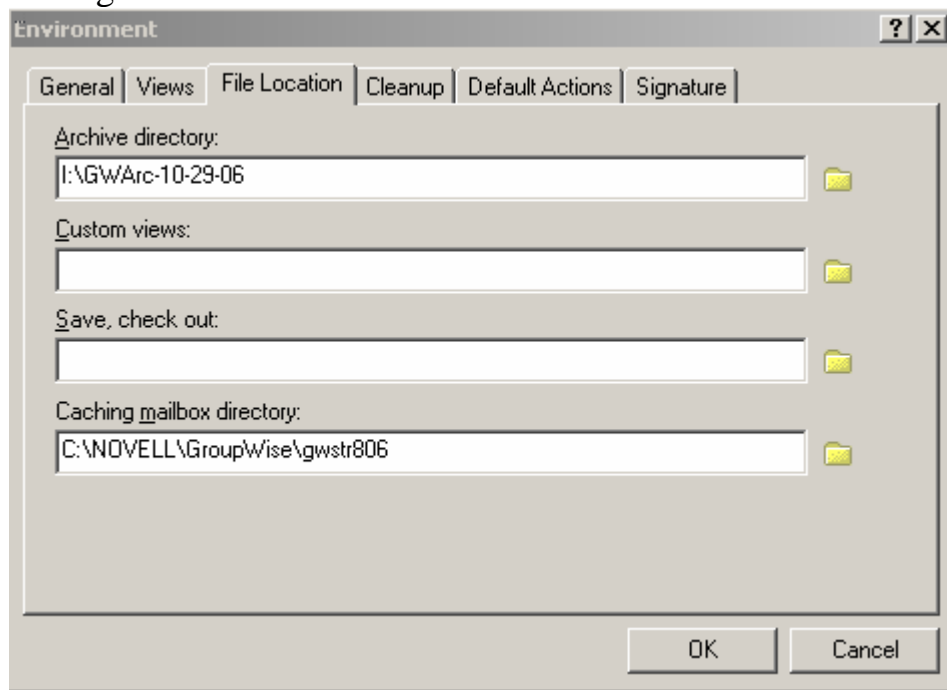 Environment
General Views File Location Cleanup Default Actions Signature
Archive directory:
I:\GWArc-10-29-06
Custom views:
Save, check out:
Caching mailbox directory:
C:\NOVELL\GroupWise\gwstr806
OK Cancel